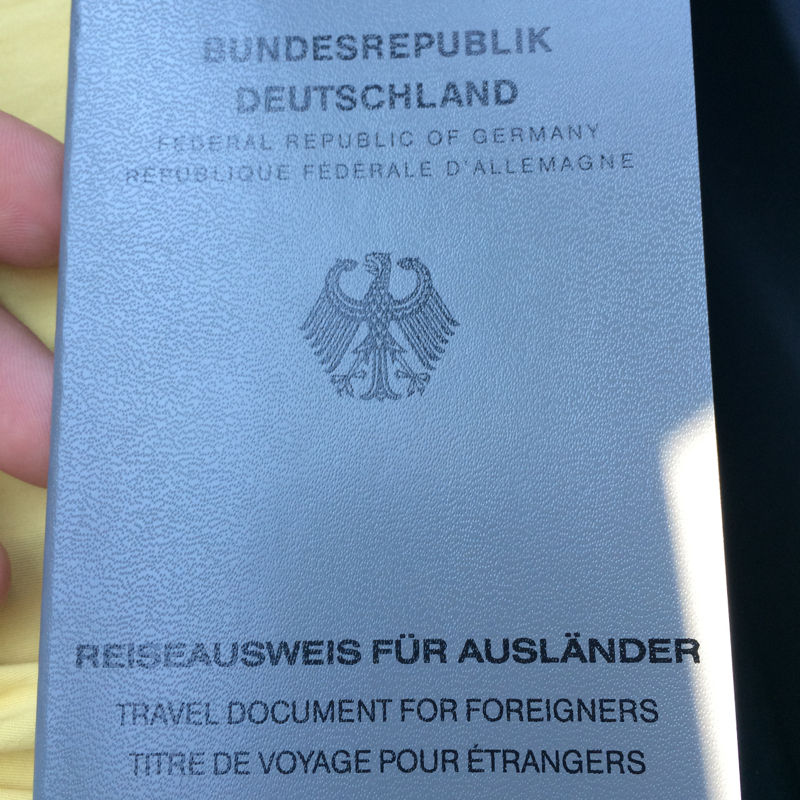 BUNDESREPUBLIK
DEUTSCHLAND
FEDERAL REPUBLIC OF GERMANY
RÉPUBLIQUE FÉDÉRALE D'ALLEMAGNE
REISEAUSWEIS FÜR AUSLÄNDER
TRAVEL DOCUMENT FOR FOREIGNERS
TITRE DE VOYAGE POUR ÉTRANGERS